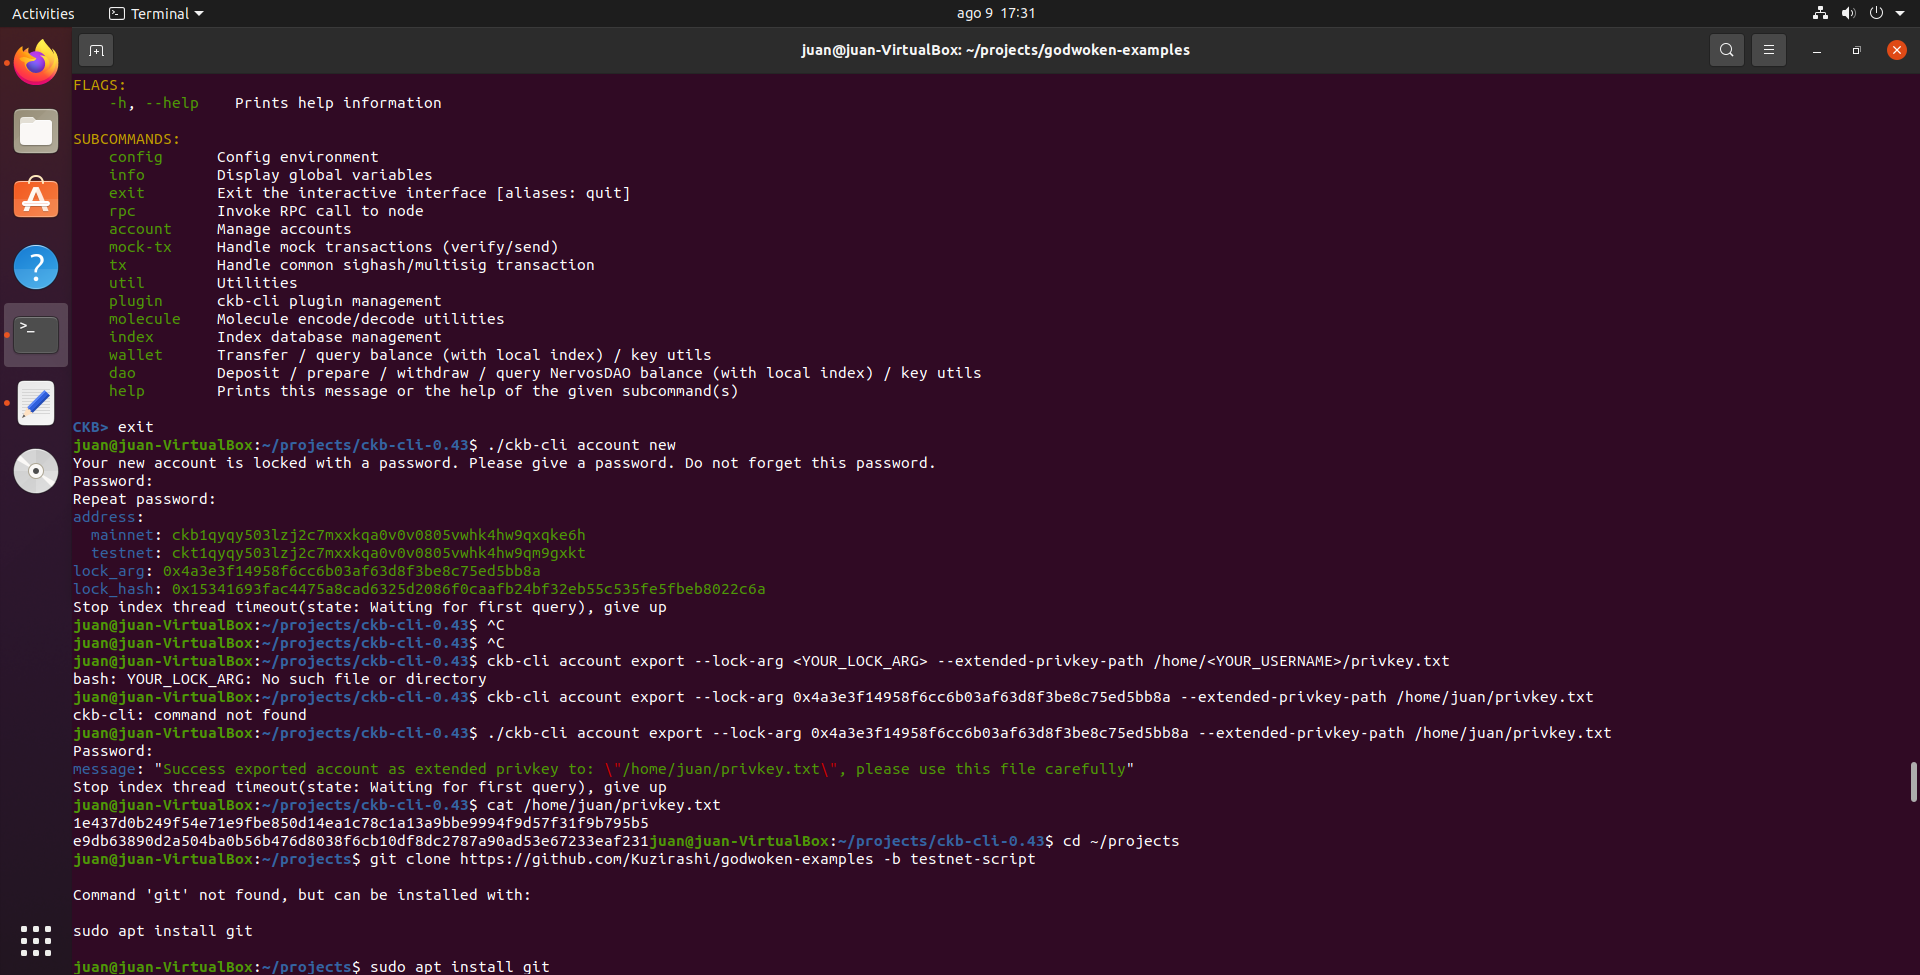 Activities
Terminal
ago 9 17:31
juan@juan-VirtualBox: ~/projects/godwoken-examples
FLAGS:
    -h, --help    Prints help information
SUBCOMMANDS:
    config      Config environment
    info        Display global variables
    exit        Exit the interactive interface [aliases: quit]
    rpc         Invoke RPC call to node
    account     Manage accounts
    mock-tx     Handle mock transactions (verify/send)
    tx          Handle common sighash/multisig transaction
    util        Utilities
    plugin      ckb-cli plugin management
    molecule    Molecule encode/decode utilities
    index       Index database management
    wallet      Transfer / query balance (with local index) / key utils
    dao         Deposit / prepare / withdraw / query NervosDAO balance (with local index) / key utils
    help        Prints this message or the help of the given subcommand(s)
CKB> exit
juan@juan-VirtualBox:~/projects/ckb-cli-0.43$ ./ckb-cli account new
Your new account is locked with a password. Please give a password. Do not forget this password.
Password:
Repeat password:
address:
  mainnet: ckb1qyqy503lzj2c7mxxkqa0v0v0805vwhk4hw9qxqke6h
  testnet: ckt1qyqy503lzj2c7mxxkqa0v0v0805vwhk4hw9qm9gxkt
lock_arg: 0x4a3e3f14958f6cc6b03af63d8f3be8c75ed5bb8a
lock_hash: 0x15341693fac4475a8cad6325d2086f0caafb24bf32eb55c535fe5fbeb8022c6a
Stop index thread timeout(state: Waiting for first query), give up
juan@juan-VirtualBox:~/projects/ckb-cli-0.43$ ^C
juan@juan-VirtualBox:~/projects/ckb-cli-0.43$ ^C
juan@juan-VirtualBox:~/projects/ckb-cli-0.43$ ckb-cli account export --lock-arg <YOUR_LOCK_ARG> --extended-privkey-path /home/<YOUR_USERNAME>/privkey.txt
bash: YOUR_LOCK_ARG: No such file or directory
juan@juan-VirtualBox:~/projects/ckb-cli-0.43$ ckb-cli account export --lock-arg 0x4a3e3f14958f6cc6b03af63d8f3be8c75ed5bb8a --extended-privkey-path /home/juan/privkey.txt
ckb-cli: command not found
juan@juan-VirtualBox:~/projects/ckb-cli-0.43$ ./ckb-cli account export --lock-arg 0x4a3e3f14958f6cc6b03af63d8f3be8c75ed5bb8a --extended-privkey-path /home/juan/privkey.txt
Password:
message: "Success exported account as extended privkey to: \"/home/juan/privkey.txt\", please use this file carefully"
Stop index thread timeout(state: Waiting for first query), give up
juan@juan-VirtualBox:~/projects/ckb-cli-0.43$ cat /home/juan/privkey.txt
1e437d0b249f54e71e9fbe850d14ea1c78c1a13a9bbe9994f9d57f31f9b795b5
e9db63890d2a504ba0b56b476d8038f6cb10df8dc2787a90ad53e67233eaf231juan@juan-VirtualBox:~/projects/ckb-cli-0.43$ cd ~/projects
juan@juan-VirtualBox:~/projects$ git clone https://github.com/Kuzirashi/godwoken-examples -b testnet-script
Command 'git' not found, but can be installed with:
sudo apt install git
juan@juan-VirtualBox:~/projects$ sudo apt install git